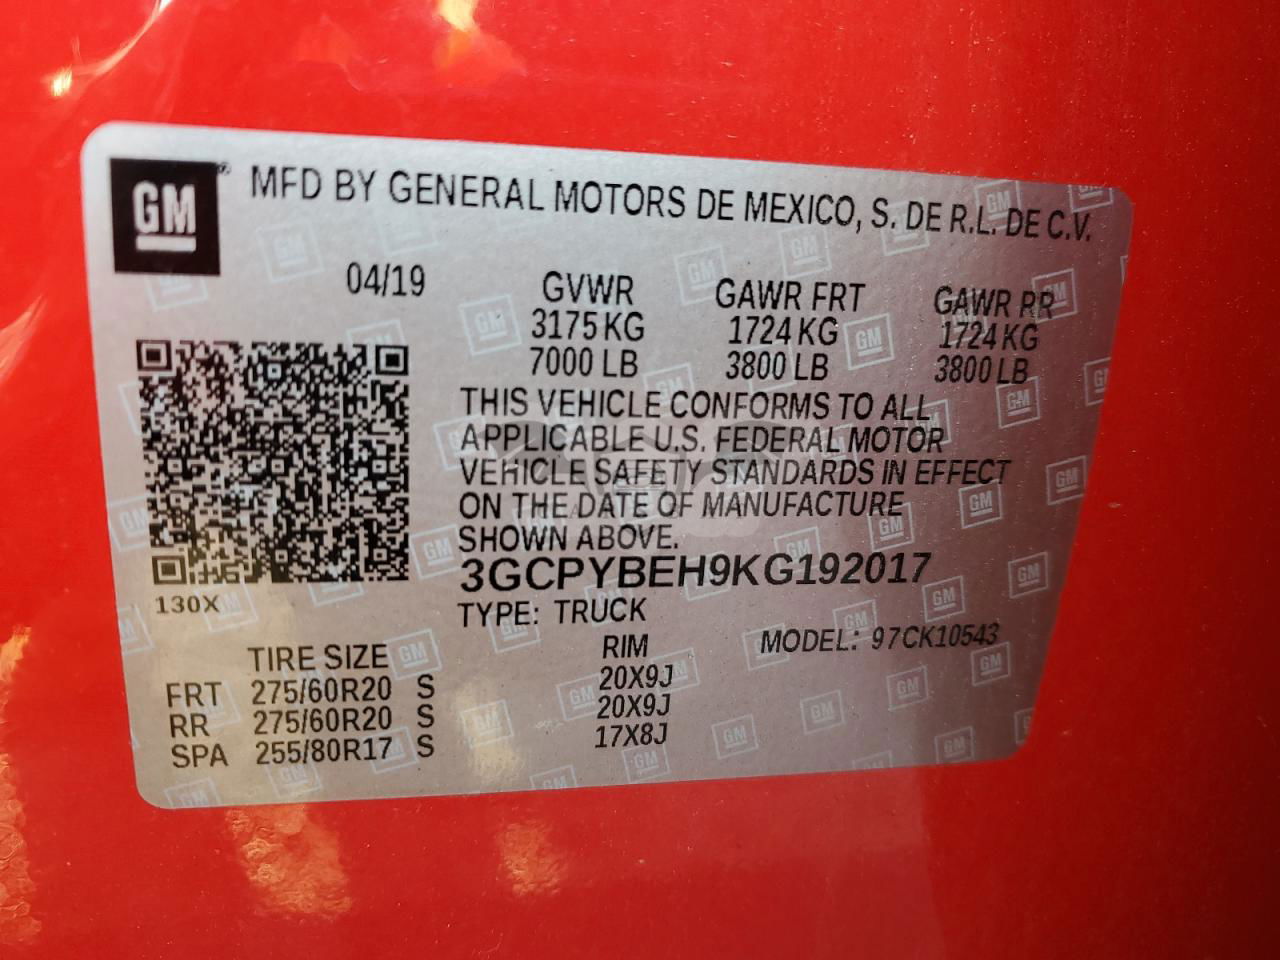 GM MFD BY GENERAL MOTORS DE MEXICO, S. DE R.L. DE C.V.
04/19 GVWR GAWR FRT GAWR RR
3175 KG 1724 KG 1724 KG
7000 LB 3800 LB 3800 LB
THIS VEHICLE CONFORMS TO ALL
APPLICABLE U.S. FEDERAL MOTOR
VEHICLE SAFETY STANDARDS IN EFFECT
ON THE DATE OF MANUFACTURE
SHOWN ABOVE.
3GCPYBEH9KG192017
130X
TYPE: TRUCK
MODEL: 97CK10543
TIRE SIZE RIM
FRT 275/60R20 S 20X9J
RR 275/60R20 S 20X9J
SPA 255/80R17 S 17X8J